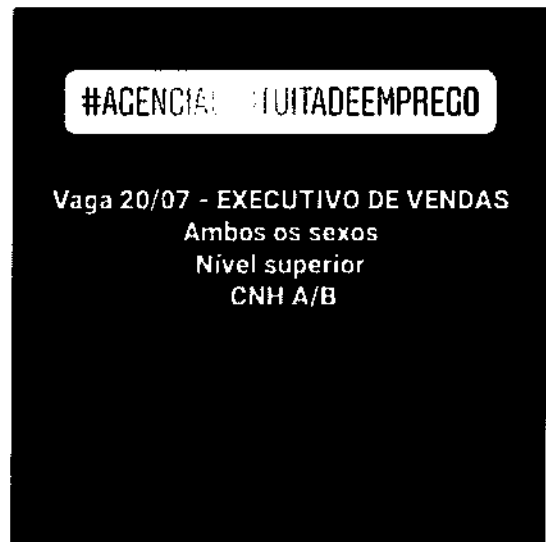 Vaga 20/07 - EXECUTIVO DE VENDAS
Ambos os sexos
Nível superior
CNH A/B